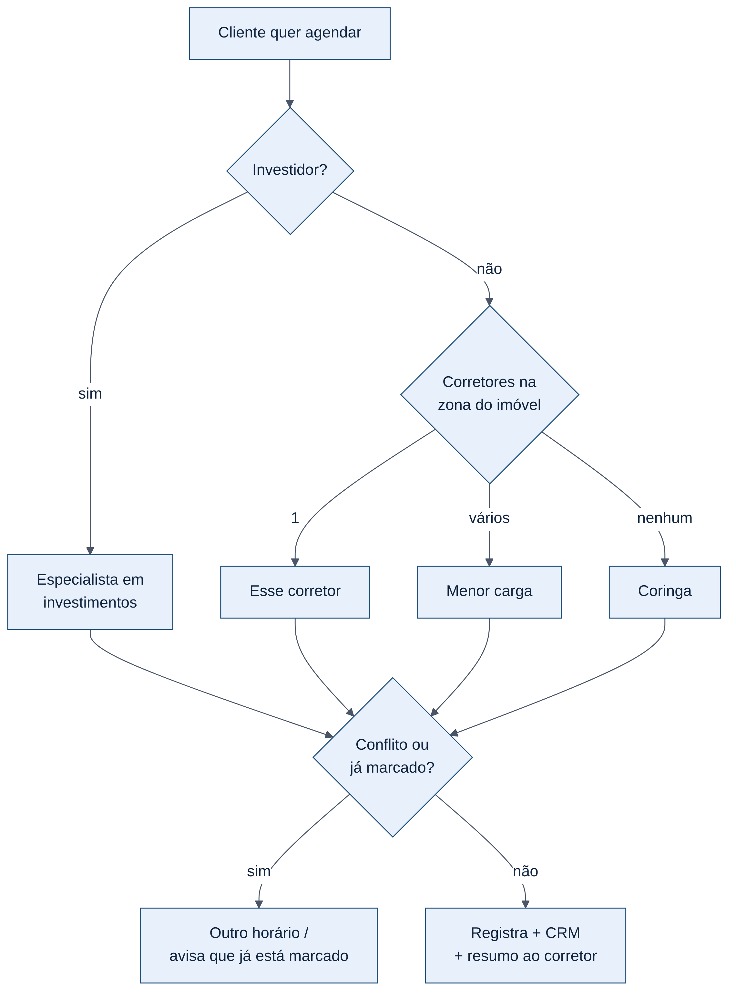 Cliente quer agendar
Investidor?
não
Corretores na
zona do imóvel
sim
1
vários
nenhum
Especialista em
investimentos
Esse corretor
Menor carga
Coringa
Conflito ou
já marcado?
sim
não
Outro horário /
avisa que já está marcado
Registra + CRM
+ resumo ao corretor